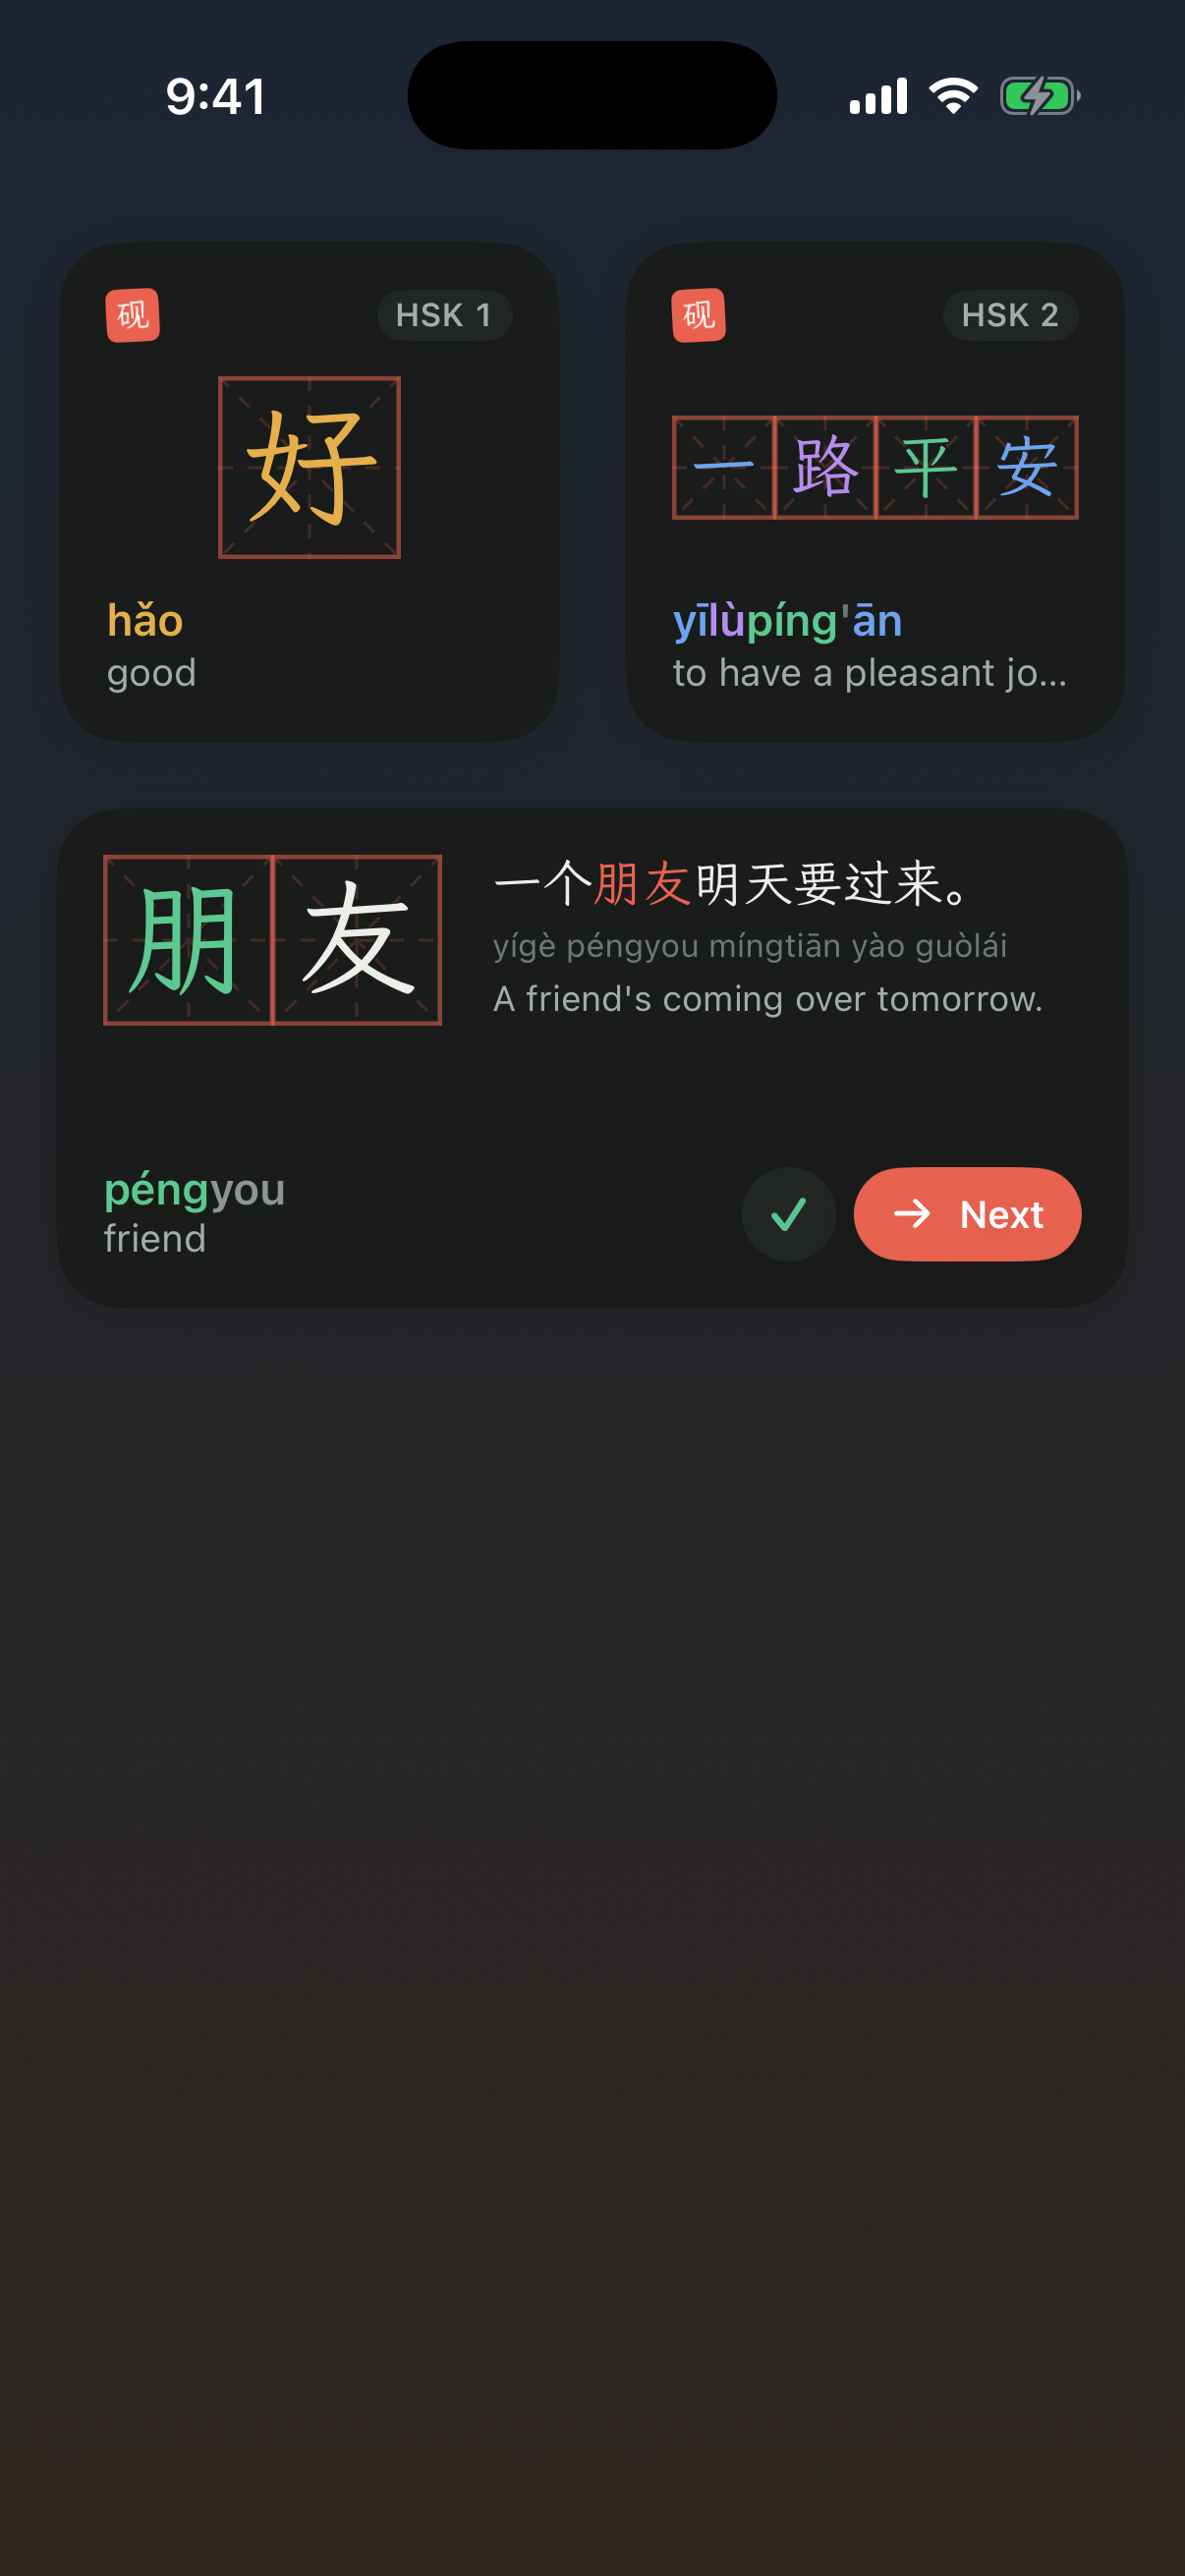 9:41
砚
HSK 1
好
hǎo
good
砚
HSK 2
一路平安
yīlùpíng'ān
to have a pleasant jo...
朋友
一个朋友明天要过来。
yígè péngyou míngtiān yào guòlái
A friend's coming over tomorrow.
péngyou
friend
Next